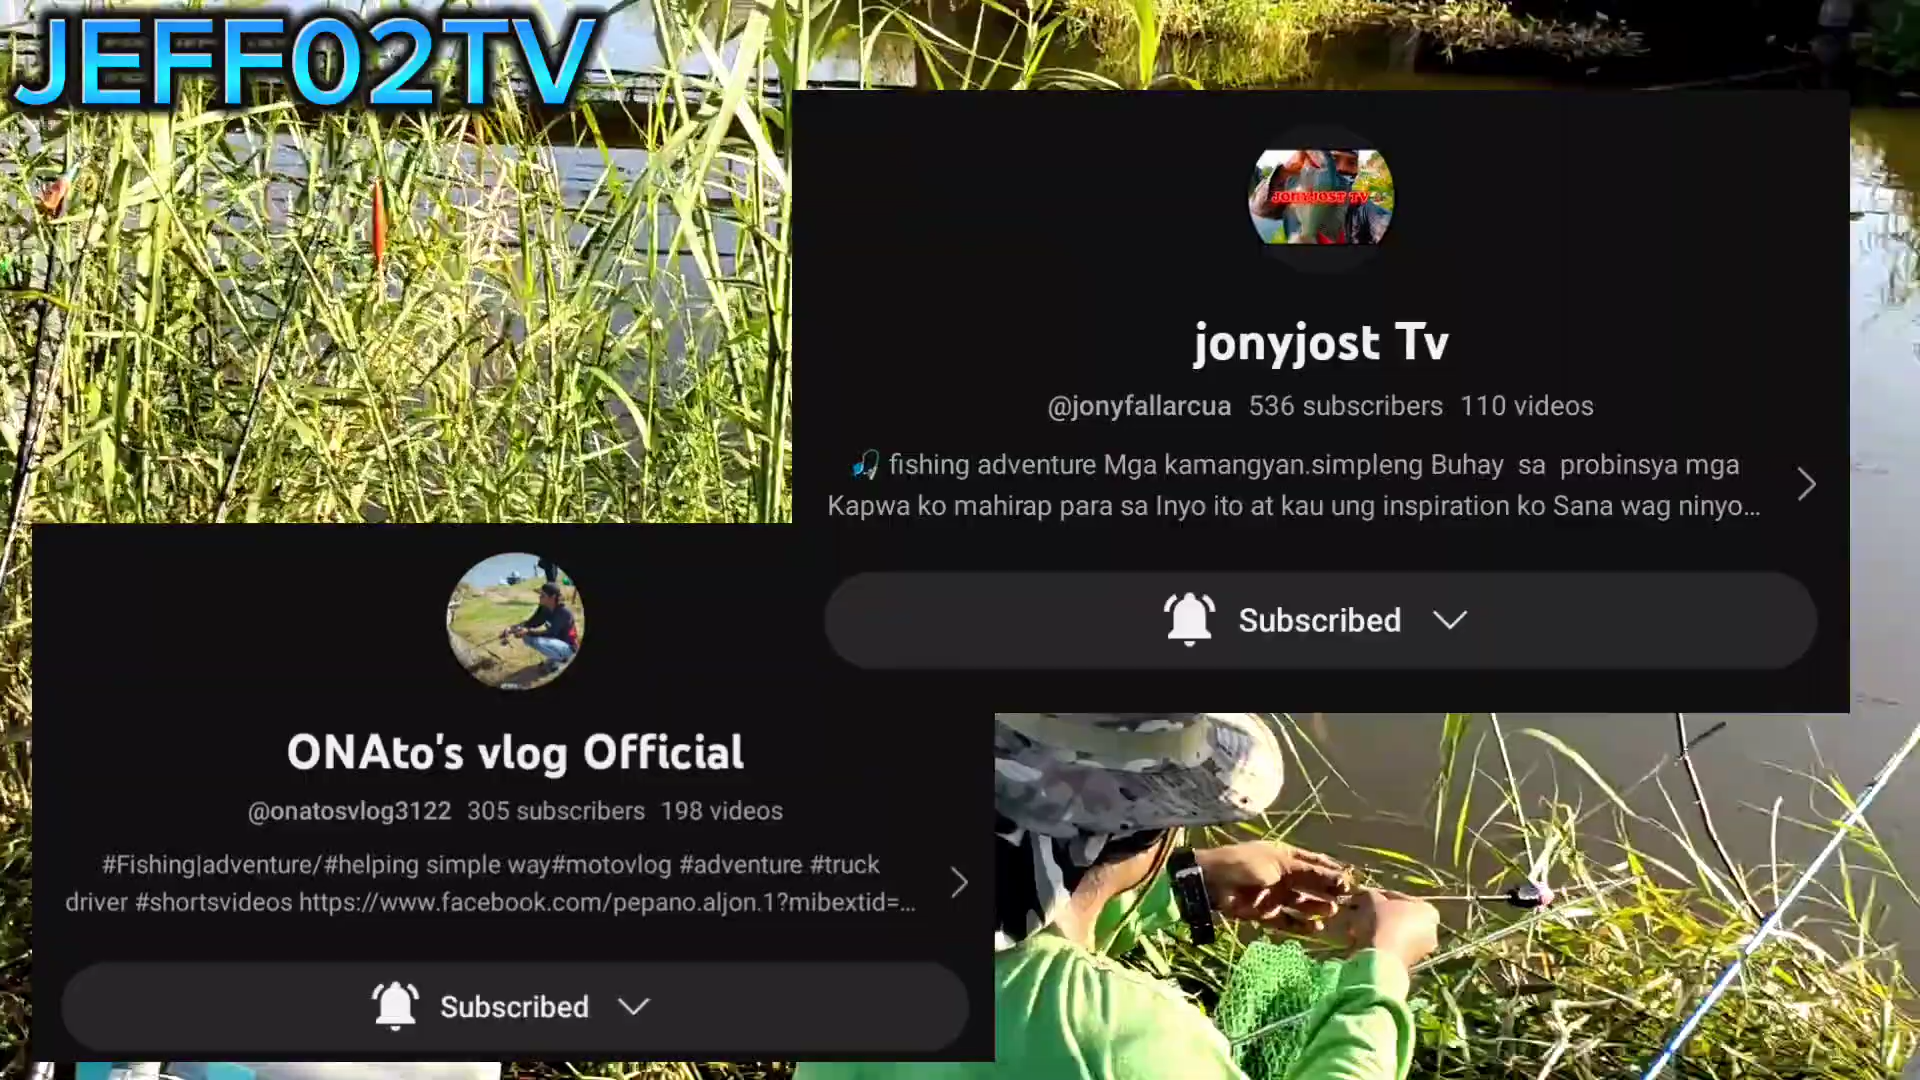 JEFF02TV
JONYJOST TV
jonyjost Tv
@jonyfallarcua 536 subscribers 110 videos
fishing adventure Mga kamangyan.simpleng Buhay sa probinsya mga
Kapwa ko mahirap para sa Inyo ito at kau ung inspiration ko Sana wag ninyo...
Subscribed
ONAto's vlog Official
@onatosvlog3122 305 subscribers 198 videos
#Fishing|adventure/#helping simple way#motovlog #adventure #truck
driver #shortsvideos https://www.facebook.com/pepano.aljon.1?mibextid=...
Subscribed